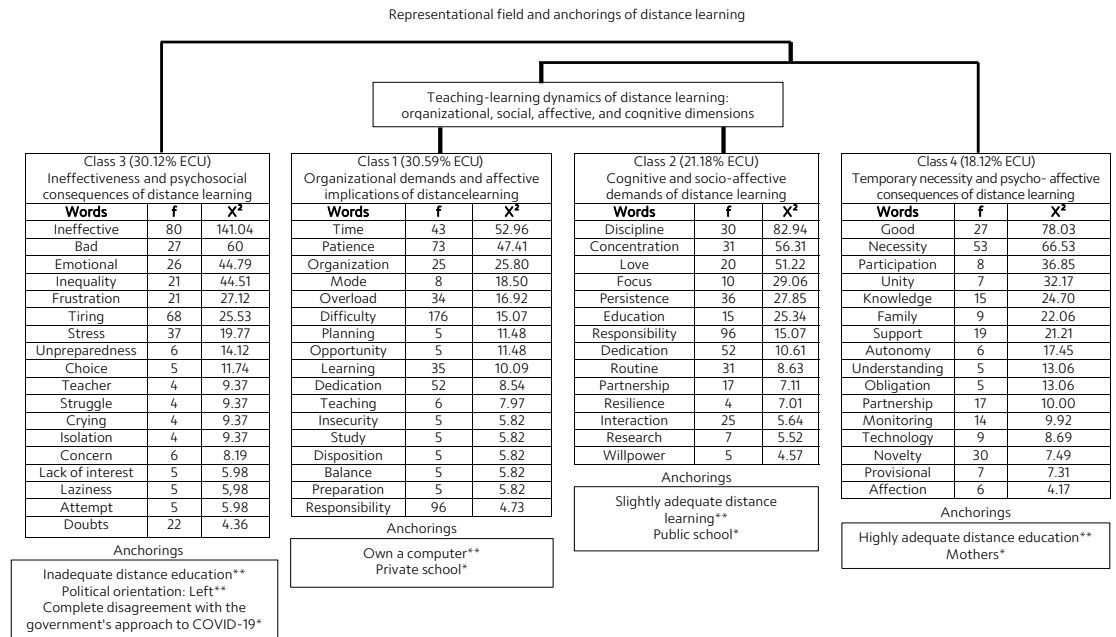 Representational field and anchorings of distance learning
Teaching-learning dynamics of distance learning:
organizational, social, affective, and cognitive dimensions
Class 3 (30.12% ECU)
Ineffectiveness and psychosocial
consequences of distance learning
Words f X²
Ineffective 80 141.04
Bad 27 60
Emotional 26 44.79
Inequality 21 44.51
Frustration 21 27.12
Tiring 68 25.53
Stress 37 19.77
Unpreparedness 6 14.12
Choice 5 11.74
Teacher 4 9.37
Struggle 4 9.37
Crying 4 9.37
Isolation 4 9.37
Concern 6 8.19
Lack of interest 5 5.98
Laziness 5 5,98
Attempt 5 5.98
Doubts 22 4.36
Anchorings
Inadequate distance education**
Political orientation: Left**
Complete disagreement with the
government's approach to COVID-19*
Class 1 (30.59% ECU)
Organizational demands and affective
implications of distancelearning
Words f X²
Time 43 52.96
Patience 73 47.41
Organization 25 25.80
Mode 8 18.50
Overload 34 16.92
Difficulty 176 15.07
Planning 5 11.48
Opportunity 5 11.48
Learning 35 10.09
Dedication 52 8.54
Teaching 6 7.97
Insecurity 5 5.82
Study 5 5.82
Disposition 5 5.82
Balance 5 5.82
Preparation 5 5.82
Responsibility 96 4.73
Anchorings
Own a computer**
Private school*
Class 2 (21.18% ECU)
Cognitive and socio-affective
demands of distance learning
Words f X²
Discipline 30 82.94
Concentration 31 56.31
Love 20 51.22
Focus 10 29.06
Persistence 36 27.85
Education 15 25.34
Responsibility 96 15.07
Dedication 52 10.61
Routine 31 8.63
Partnership 17 7.11
Resilience 4 7.01
Interaction 25 5.64
Research 7 5.52
Willpower 5 4.57
Anchorings
Slightly adequate distance
learning**
Public school*
Class 4 (18.12% ECU)
Temporary necessity and psycho- affective
consequences of distance learning
Words f X²
Good 27 78.03
Necessity 53 66.53
Participation 8 36.85
Unity 7 32.17
Knowledge 15 24.70
Family 9 22.06
Support 19 21.21
Autonomy 6 17.45
Understanding 5 13.06
Obligation 5 13.06
Partnership 17 10.00
Monitoring 14 9.92
Technology 9 8.69
Novelty 30 7.49
Provisional 7 7.31
Affection 6 4.17
Anchorings
Highly adequate distance education**
Mothers*